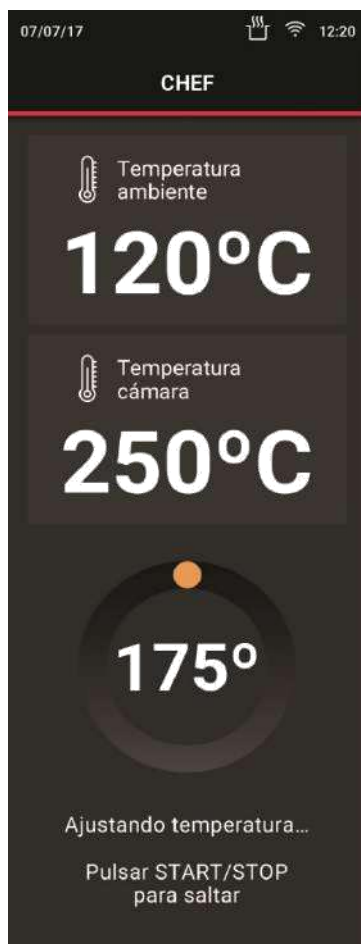 07/07/17
12:20
CHEF
Temperatura
ambiente
120ºC
Temperatura
cámara
250ºC
175º
Ajustando temperatura...
Pulsar START/STOP
para saltar